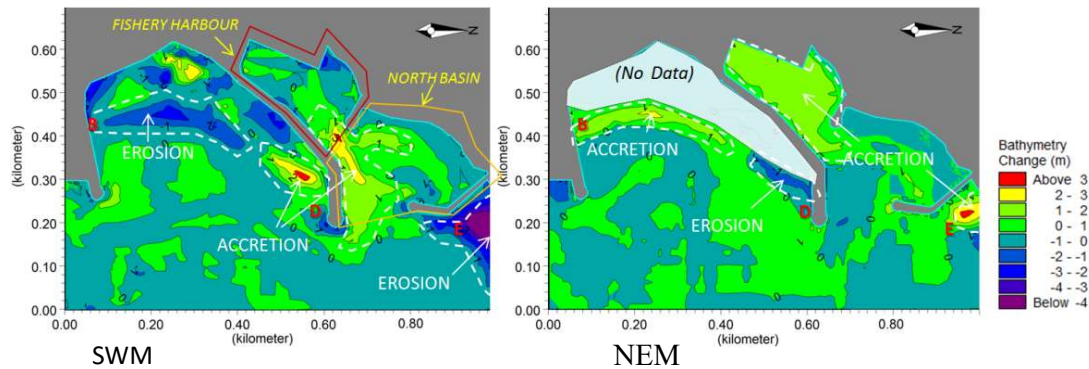 FISHERY HARBOUR
NORTH BASIN
N
0.60
0.50
0.40
0.30
0.20
0.10
0.00
0.00 0.20 0.40 0.60 0.80
(kilometer)
B
EROSION
D
ACCRETION
E
EROSION
SWM
N
0.60
0.50
0.40
0.30
0.20
0.10
0.00
0.00 0.20 0.40 0.60 0.80
(kilometer)
(No Data)
ACCRETION
ACCRETION
EROSION
D
E
NEM
Bathymetry
Change (m)
Above 3
2 - 3
1 - 2
0 - 1
-1 - 0
-2 - -1
-3 - -2
-4 - -3
Below -4